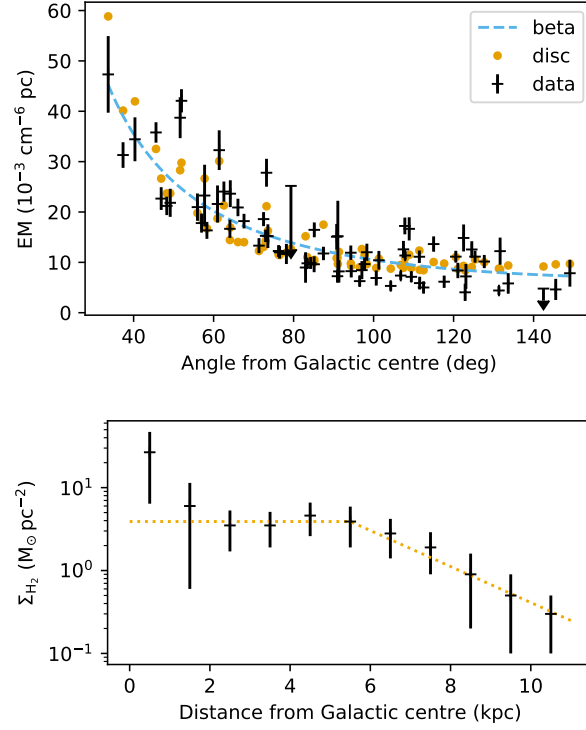 60
50
40
30
20
10
0
EM (10⁻³ cm⁻⁶ pc)
beta
disc
data
40 60 80 100 120 140
Angle from Galactic centre (deg)
10¹
10⁰
10⁻¹
Σ_H₂ (M_⊙ pc⁻²)
0 2 4 6 8 10
Distance from Galactic centre (kpc)